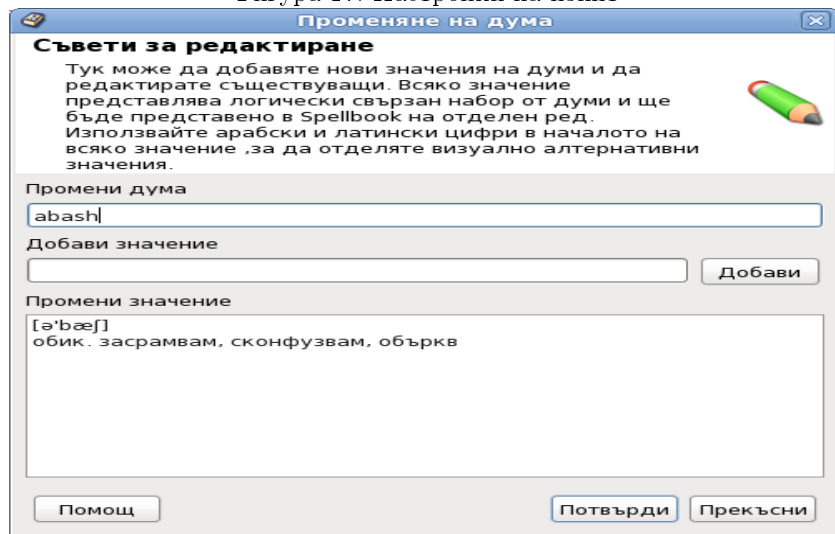 Променяне на дума
Съвети за редактиране
Тук може да добавяте нови значения на думи и да
редактирате съществуващи. Всяко значение
представлява логически свързан набор от думи и ще
бъде представено в Spellbook на отделен ред.
Използвайте арабски и латински цифри в началото на
всяко значение ,за да отделяте визуално алтернативни
значения.
Промени дума
abash
Добави значение
Добави
Промени значение
[ə'bæʃ]
обик. засрамвам, сконфузвам, объркв
Помощ
Потвърди
Прекъсни